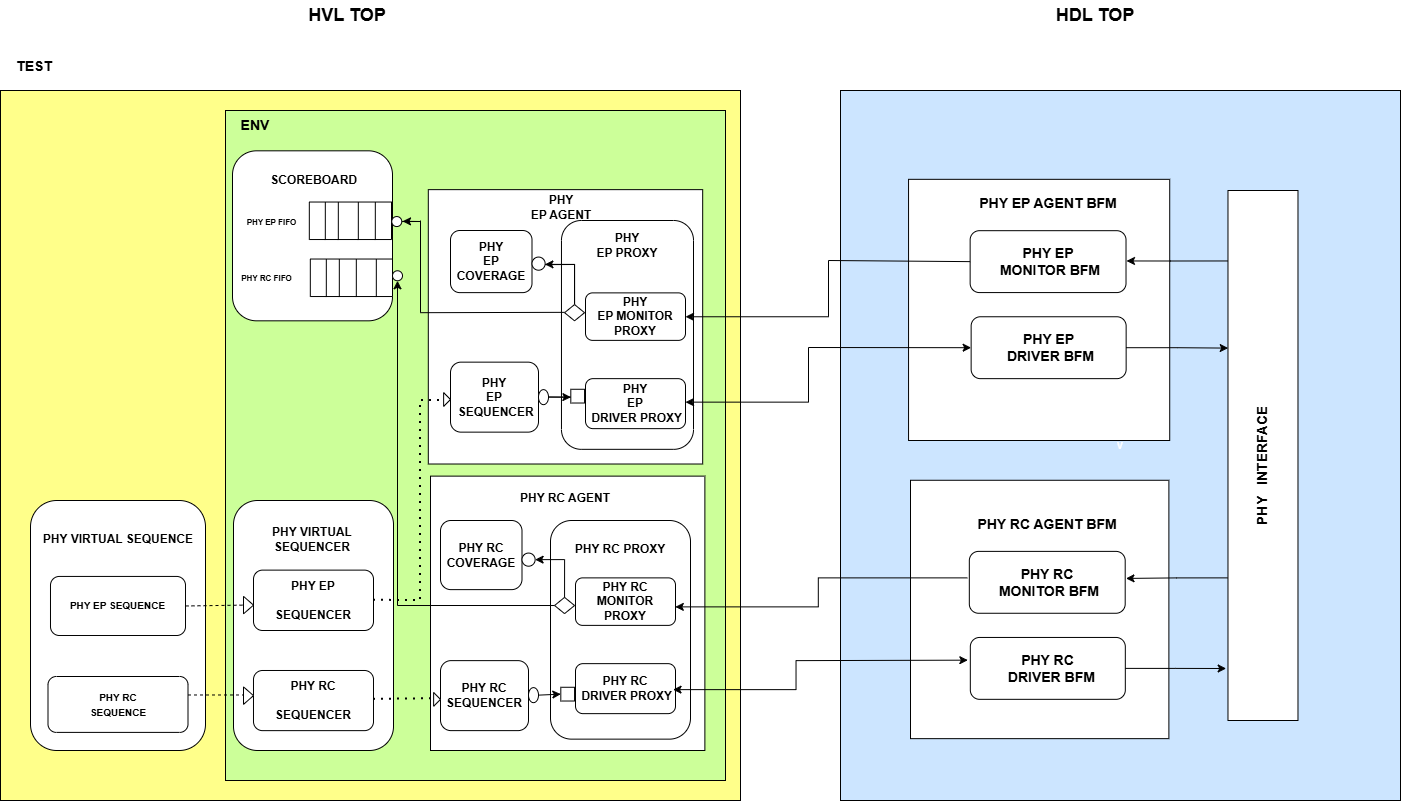 HVL TOP
HDL TOP
TEST
ENV
SCOREBOARD
PHY EP FIFO
PHY RC FIFO
PHY
EP AGENT
PHY
EP
COVERAGE
PHY
EP PROXY
PHY
EP MONITOR
PROXY
PHY
EP
SEQUENCER
PHY
EP
DRIVER PROXY
PHY RC AGENT
PHY RC
COVERAGE
PHY RC PROXY
PHY RC
MONITOR
PROXY
PHY RC
SEQUENCER
PHY RC
DRIVER PROXY
PHY VIRTUAL SEQUENCE
PHY EP SEQUENCE
PHY RC
SEQUENCE
PHY VIRTUAL
SEQUENCER
PHY EP
SEQUENCER
PHY RC
SEQUENCER
PHY EP AGENT BFM
PHY EP
MONITOR BFM
PHY EP
DRIVER BFM
V
PHY RC AGENT BFM
PHY RC
MONITOR BFM
PHY RC
DRIVER BFM
PHY INTERFACE